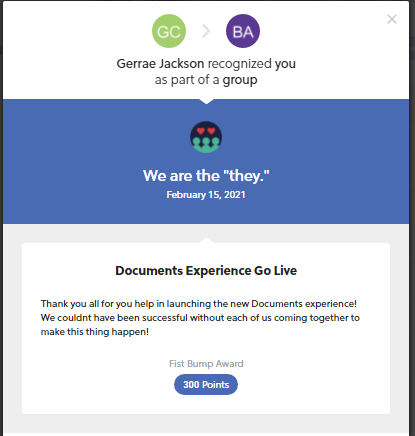 GC
BA
Gerrae Jackson recognized you
as part of a group
We are the "they."
February 15, 2021
Documents Experience Go Live
Thank you all for you help in launching the new Documents experience!
We couldnt have been successful without each of us coming together to
make this thing happen!
Fist Bump Award
300 Points